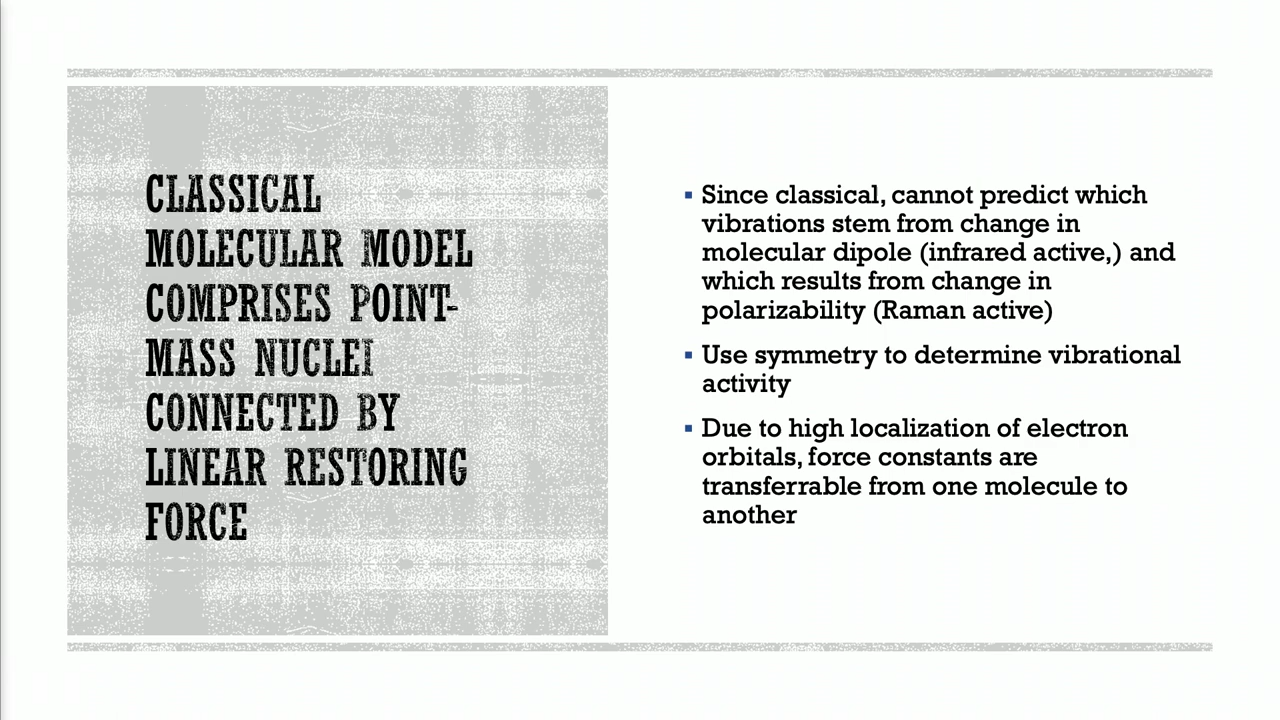 CLASSICAL
MOLECULAR MODEL
COMPRISES POINT-
MASS NUCLEI
CONNECTED BY
LINEAR RESTORING
FORCE
▪ Since classical, cannot predict which
vibrations stem from change in
molecular dipole (infrared active,) and
which results from change in
polarizability (Raman active)
▪ Use symmetry to determine vibrational
activity
▪ Due to high localization of electron
orbitals, force constants are
transferrable from one molecule to
another